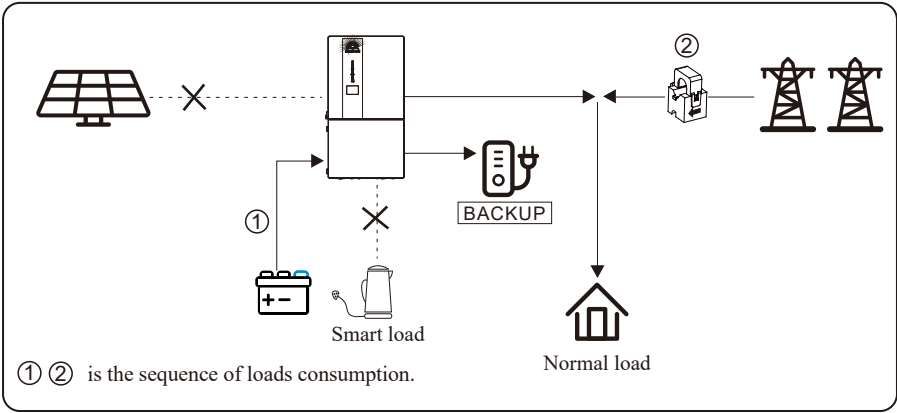 ②
①
BACKUP
+ −
Smart load
Normal load
① ② is the sequence of loads consumption.